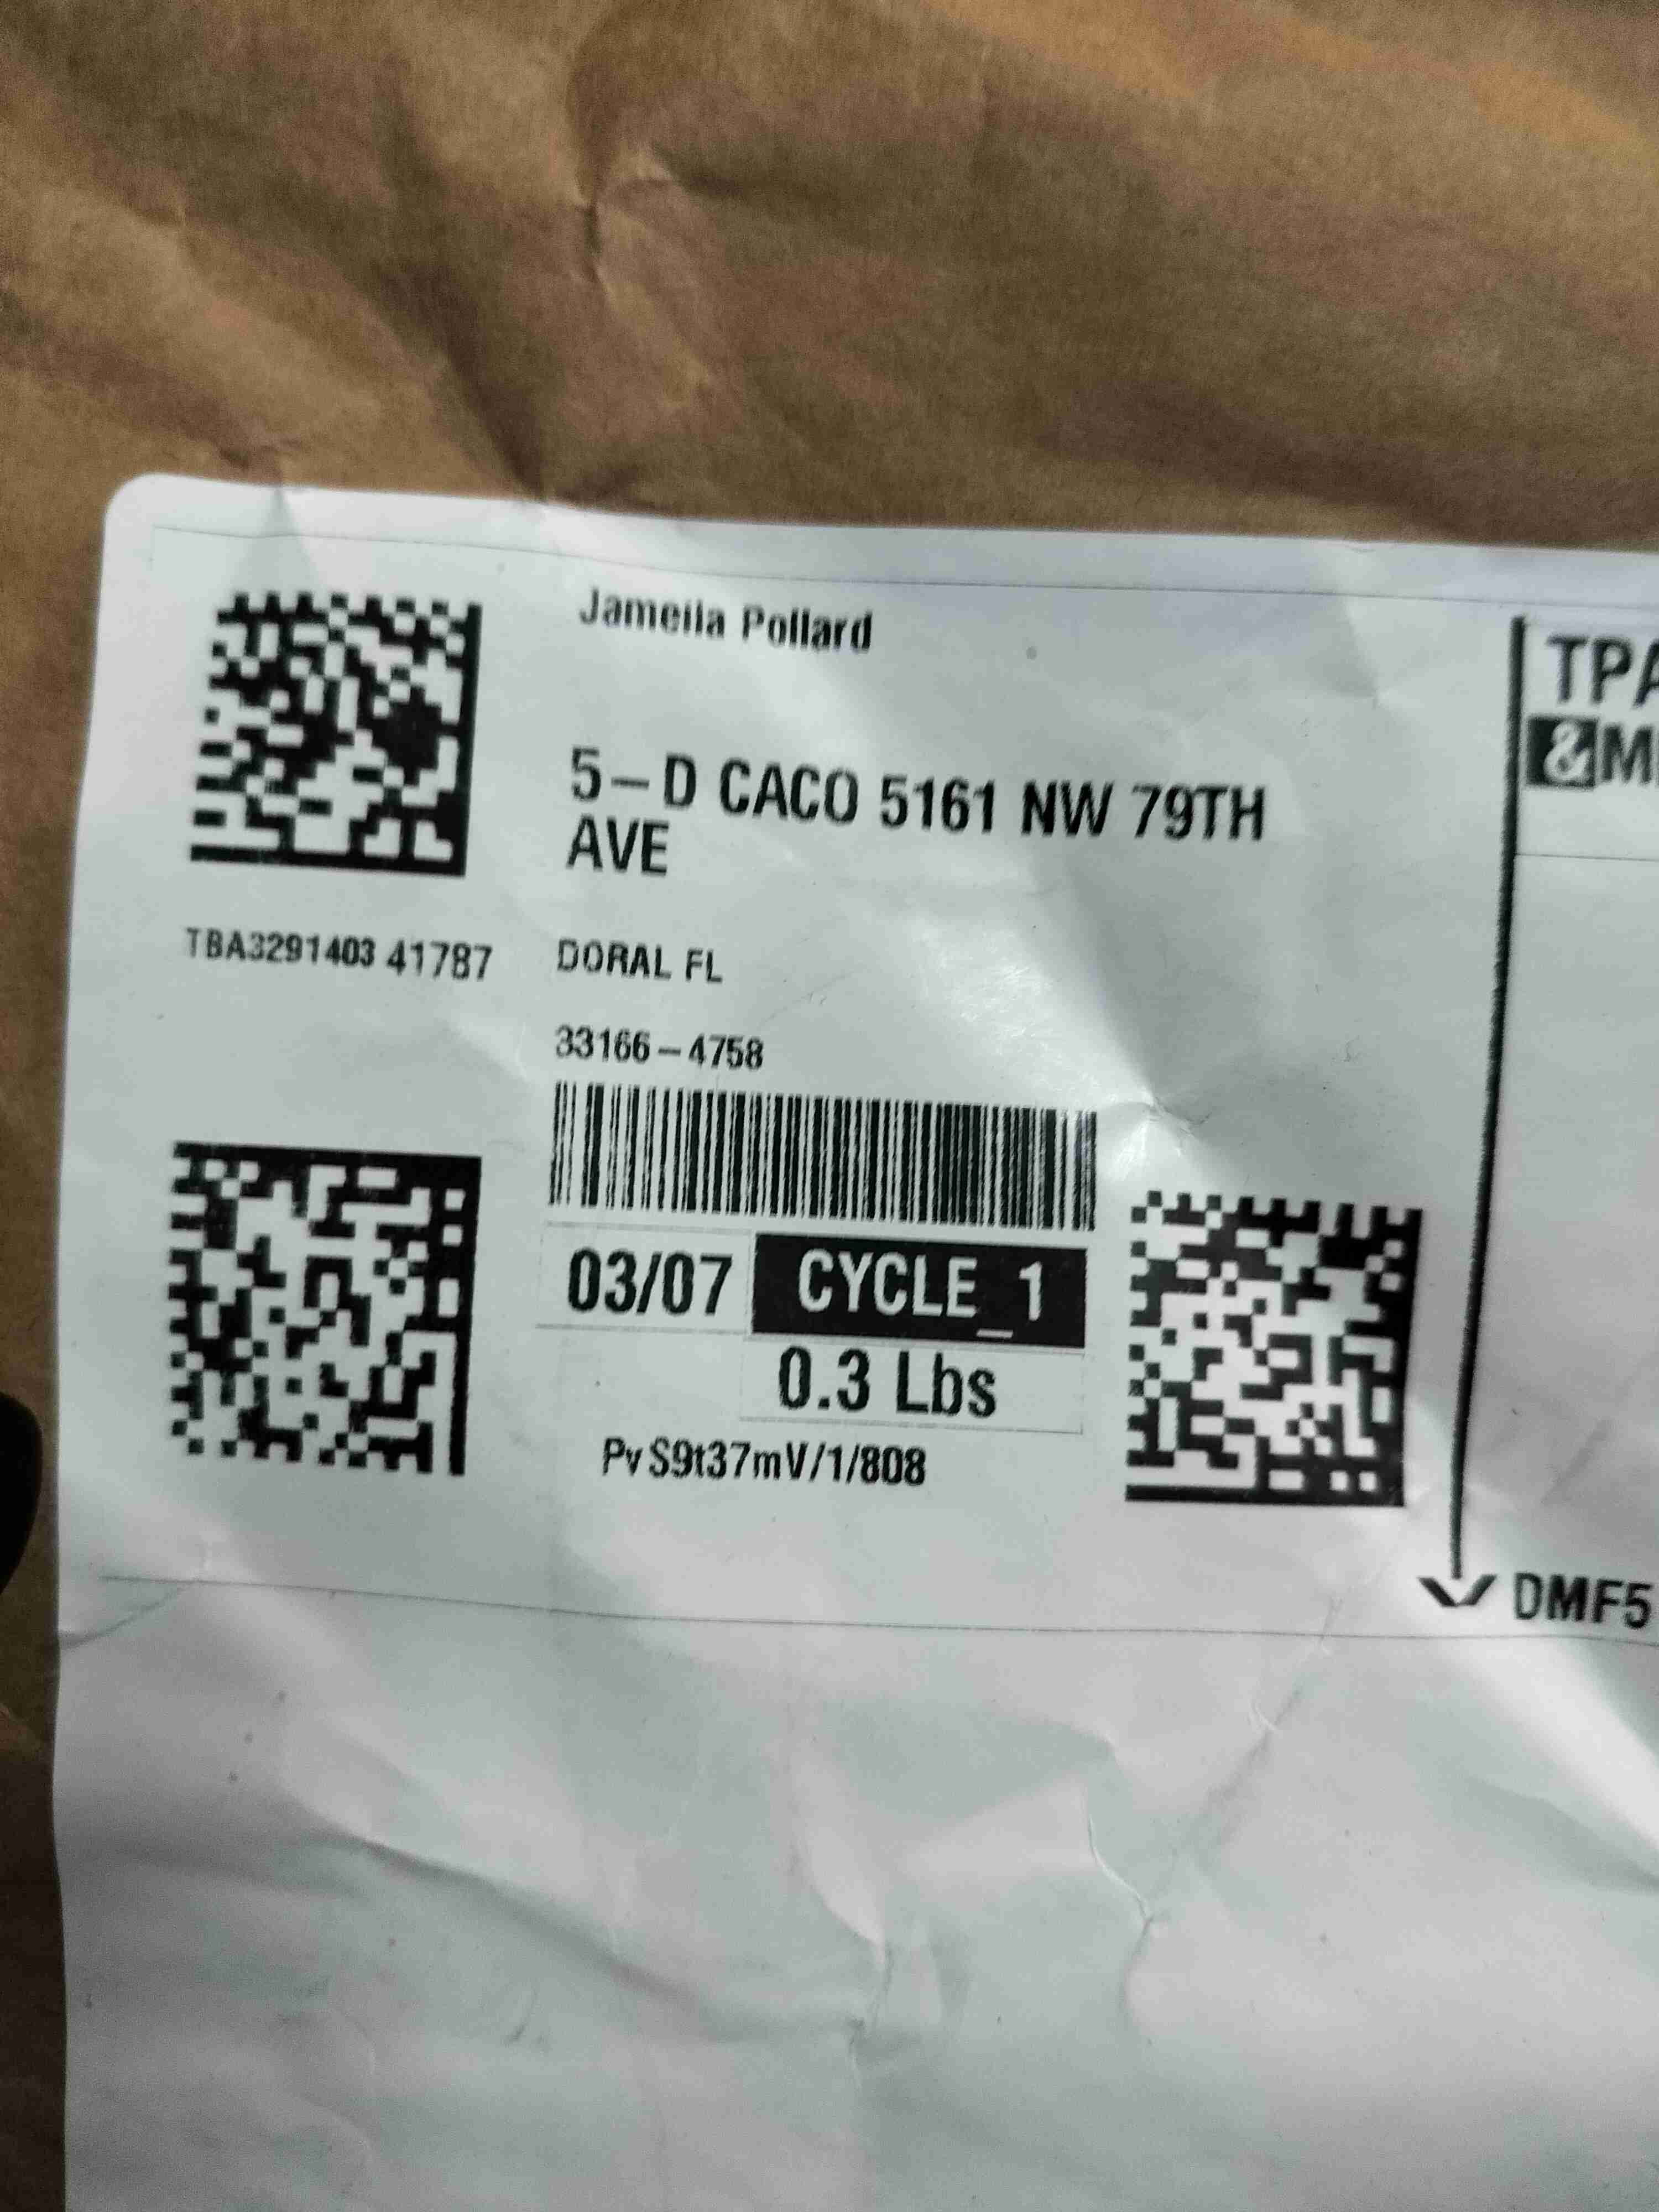 Jameila Pollard
5-D CACO 5161 NW 79TH
AVE
TBA3291403 41787
DORAL FL
33166-4758
03/07 CYCLE_1
0.3 Lbs
PvS9t37mV/1/808
TPA
&M
DMF5